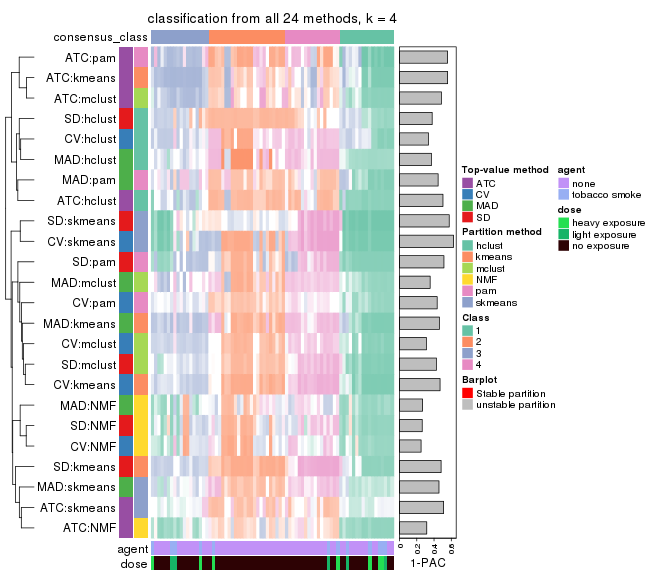 classification from all 24 methods, k = 4
consensus_class
ATC:pam
ATC:kmeans
ATC:mclust
SD:hclust
CV:hclust
MAD:hclust
MAD:pam
ATC:hclust
SD:skmeans
CV:skmeans
SD:pam
MAD:mclust
CV:pam
MAD:kmeans
CV:mclust
SD:mclust
CV:kmeans
MAD:NMF
SD:NMF
CV:NMF
SD:kmeans
MAD:skmeans
ATC:skmeans
ATC:NMF
agent
dose
0
0.2
0.4
0.6
1-PAC
Top-value method
ATC
CV
MAD
SD
Partition method
hclust
kmeans
mclust
NMF
pam
skmeans
Class
1
2
3
4
Barplot
Stable partition
unstable partition
agent
none
tobacco smoke
dose
heavy exposure
light exposure
no exposure